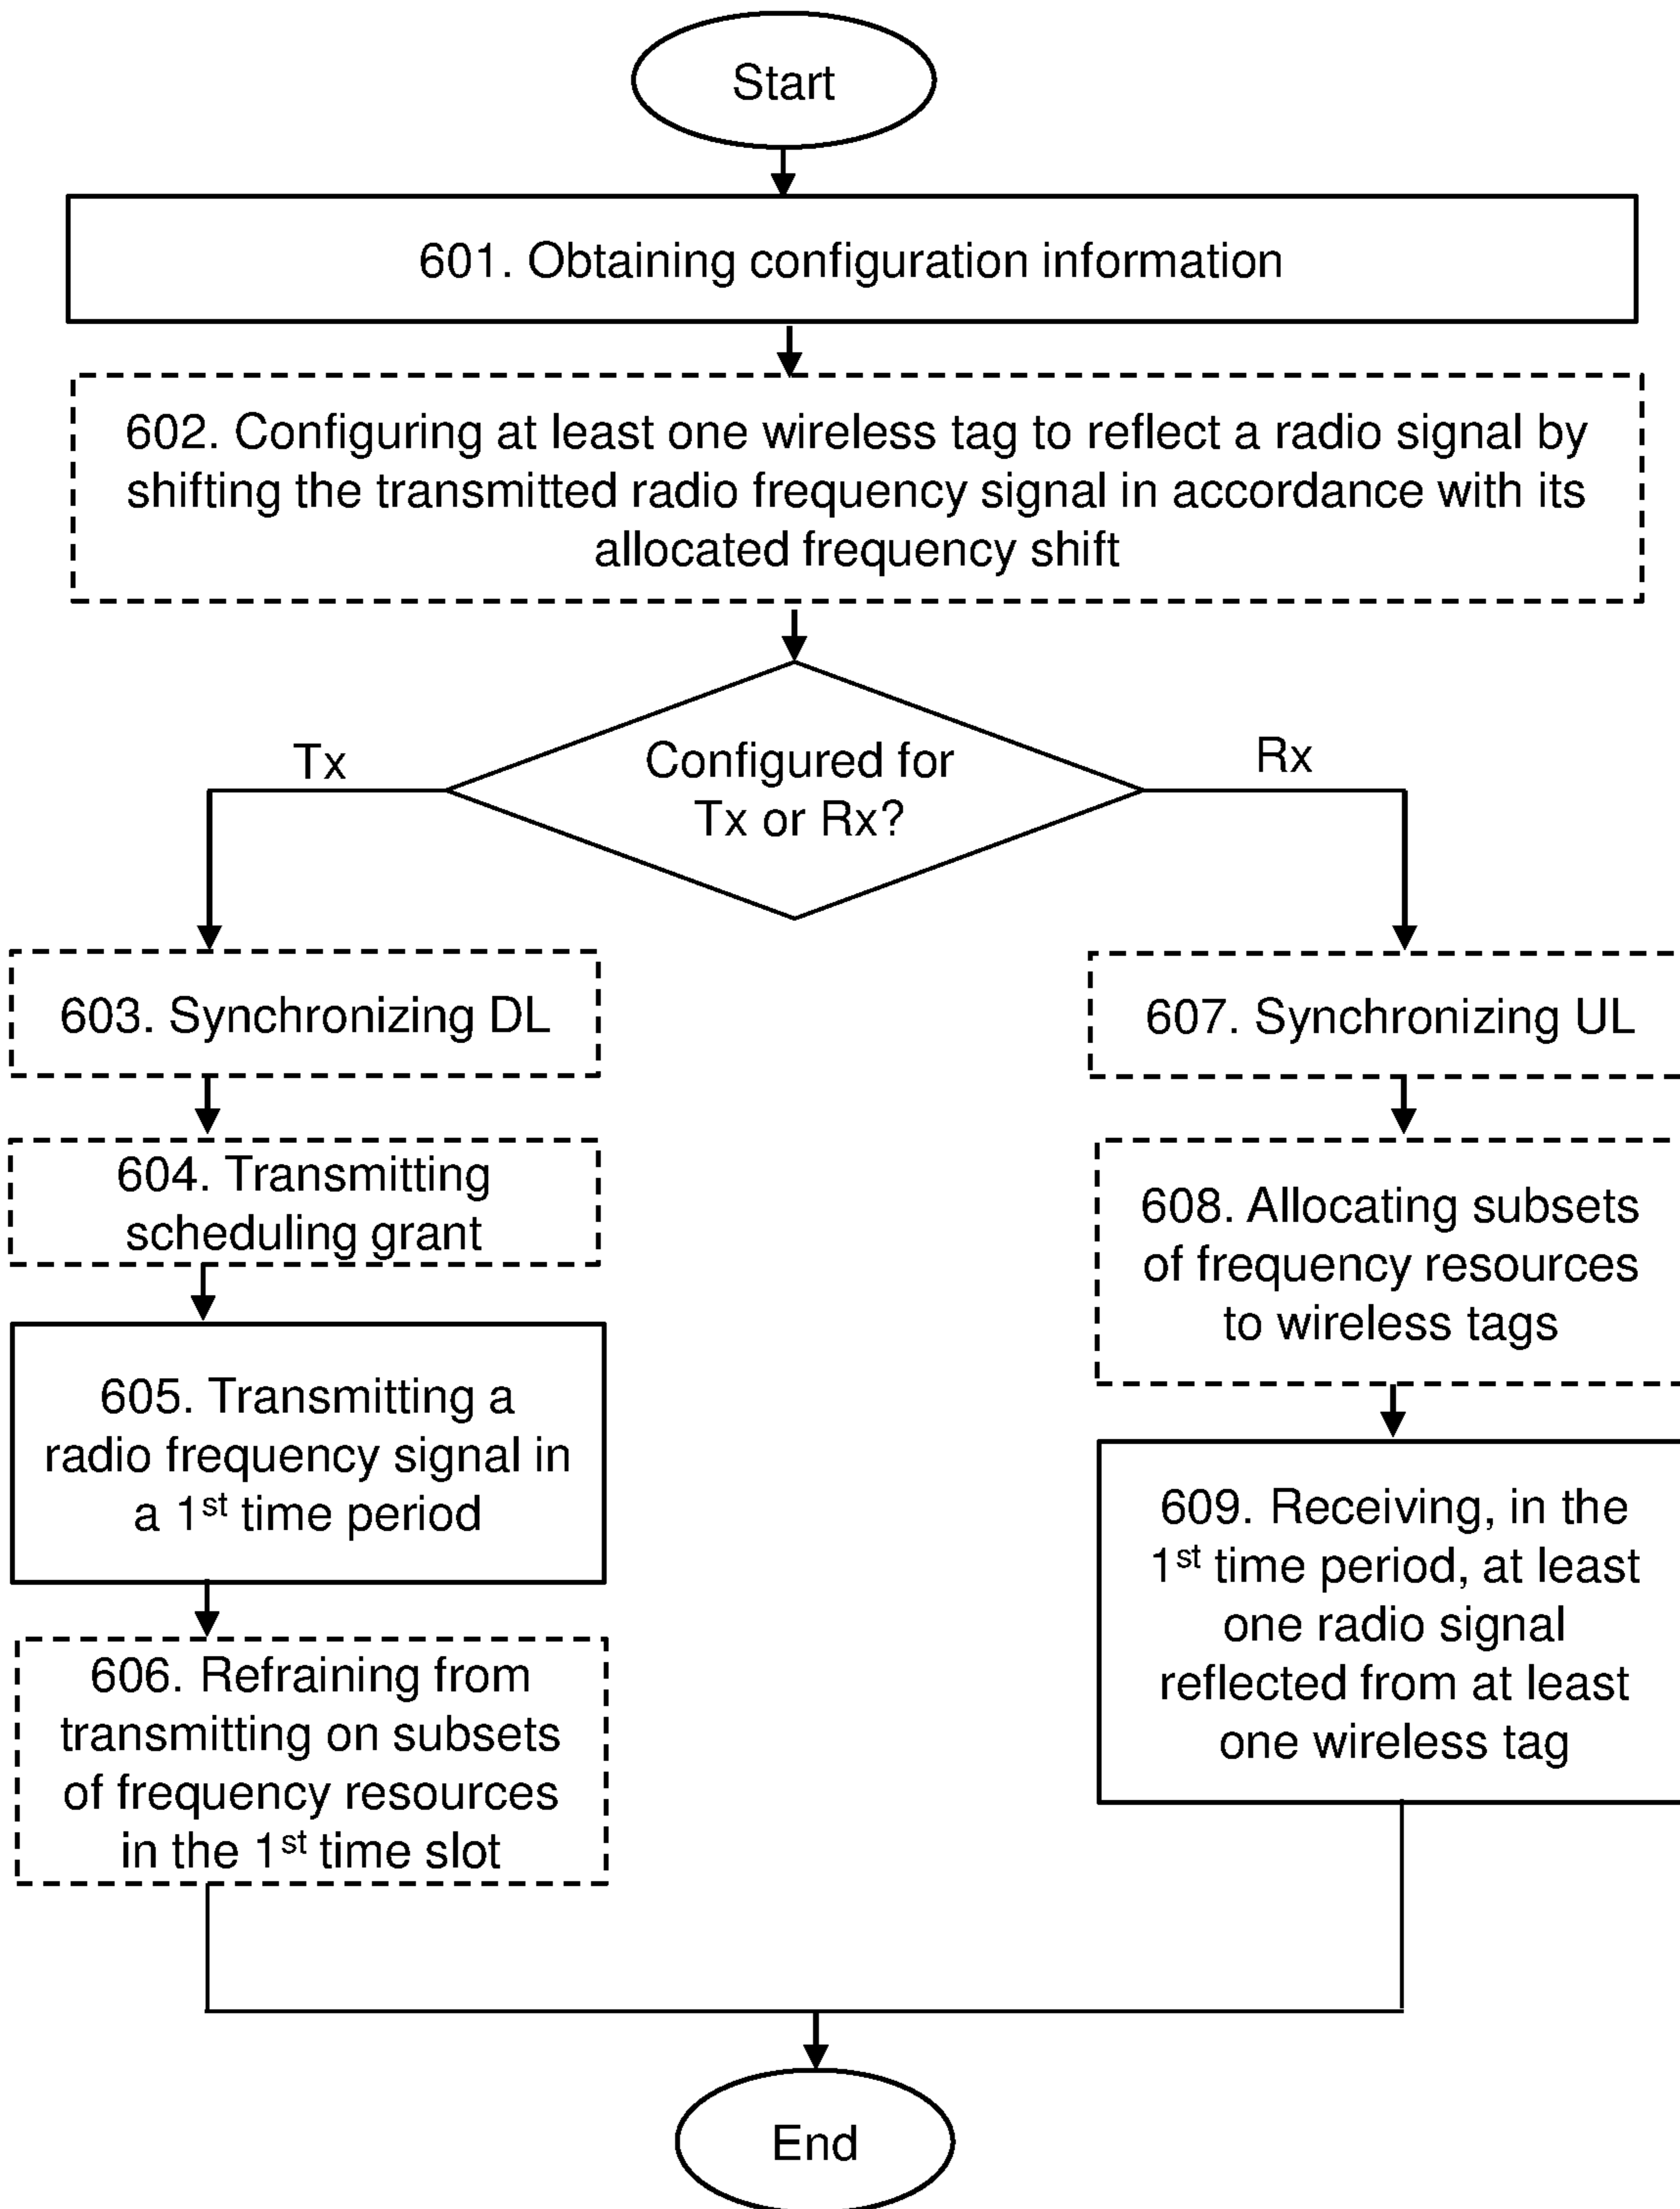 Start
601. Obtaining configuration information
602. Configuring at least one wireless tag to reflect a radio signal by
shifting the transmitted radio frequency signal in accordance with its
allocated frequency shift
Configured for
Tx or Rx?
Tx
Rx
603. Synchronizing DL
604. Transmitting
scheduling grant
605. Transmitting a
radio frequency signal in
a 1st time period
606. Refraining from
transmitting on subsets
of frequency resources
in the 1st time slot
607. Synchronizing UL
608. Allocating subsets
of frequency resources
to wireless tags
609. Receiving, in the
1st time period, at least
one radio signal
reflected from at least
one wireless tag
End